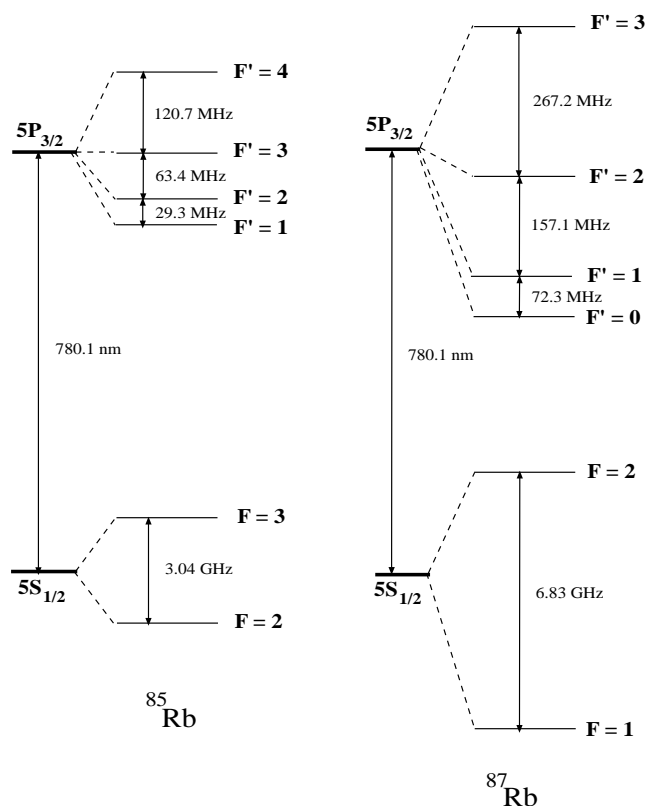 F' = 4
120.7 MHz
5P3/2
F' = 3
63.4 MHz
F' = 2
29.3 MHz
F' = 1
780.1 nm
F = 3
3.04 GHz
5S1/2
F = 2
85Rb
F' = 3
267.2 MHz
5P3/2
F' = 2
157.1 MHz
F' = 1
72.3 MHz
F' = 0
780.1 nm
F = 2
5S1/2
6.83 GHz
F = 1
87Rb